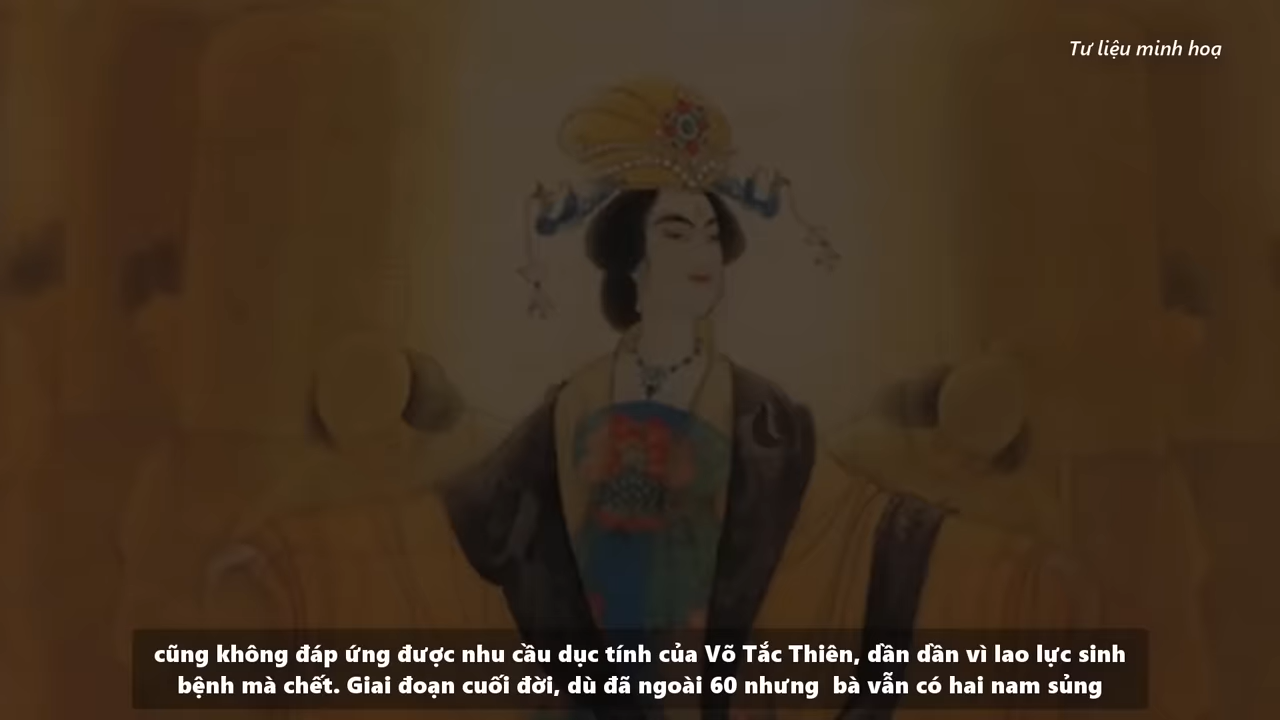 Tư liệu minh hoạ
cũng không đáp ứng được nhu cầu dục tính của Võ Tắc Thiên, dần dần vì lao lực sinh
bệnh mà chết. Giai đoạn cuối đời, dù đã ngoài 60 nhưng  bà vẫn có hai nam sủng